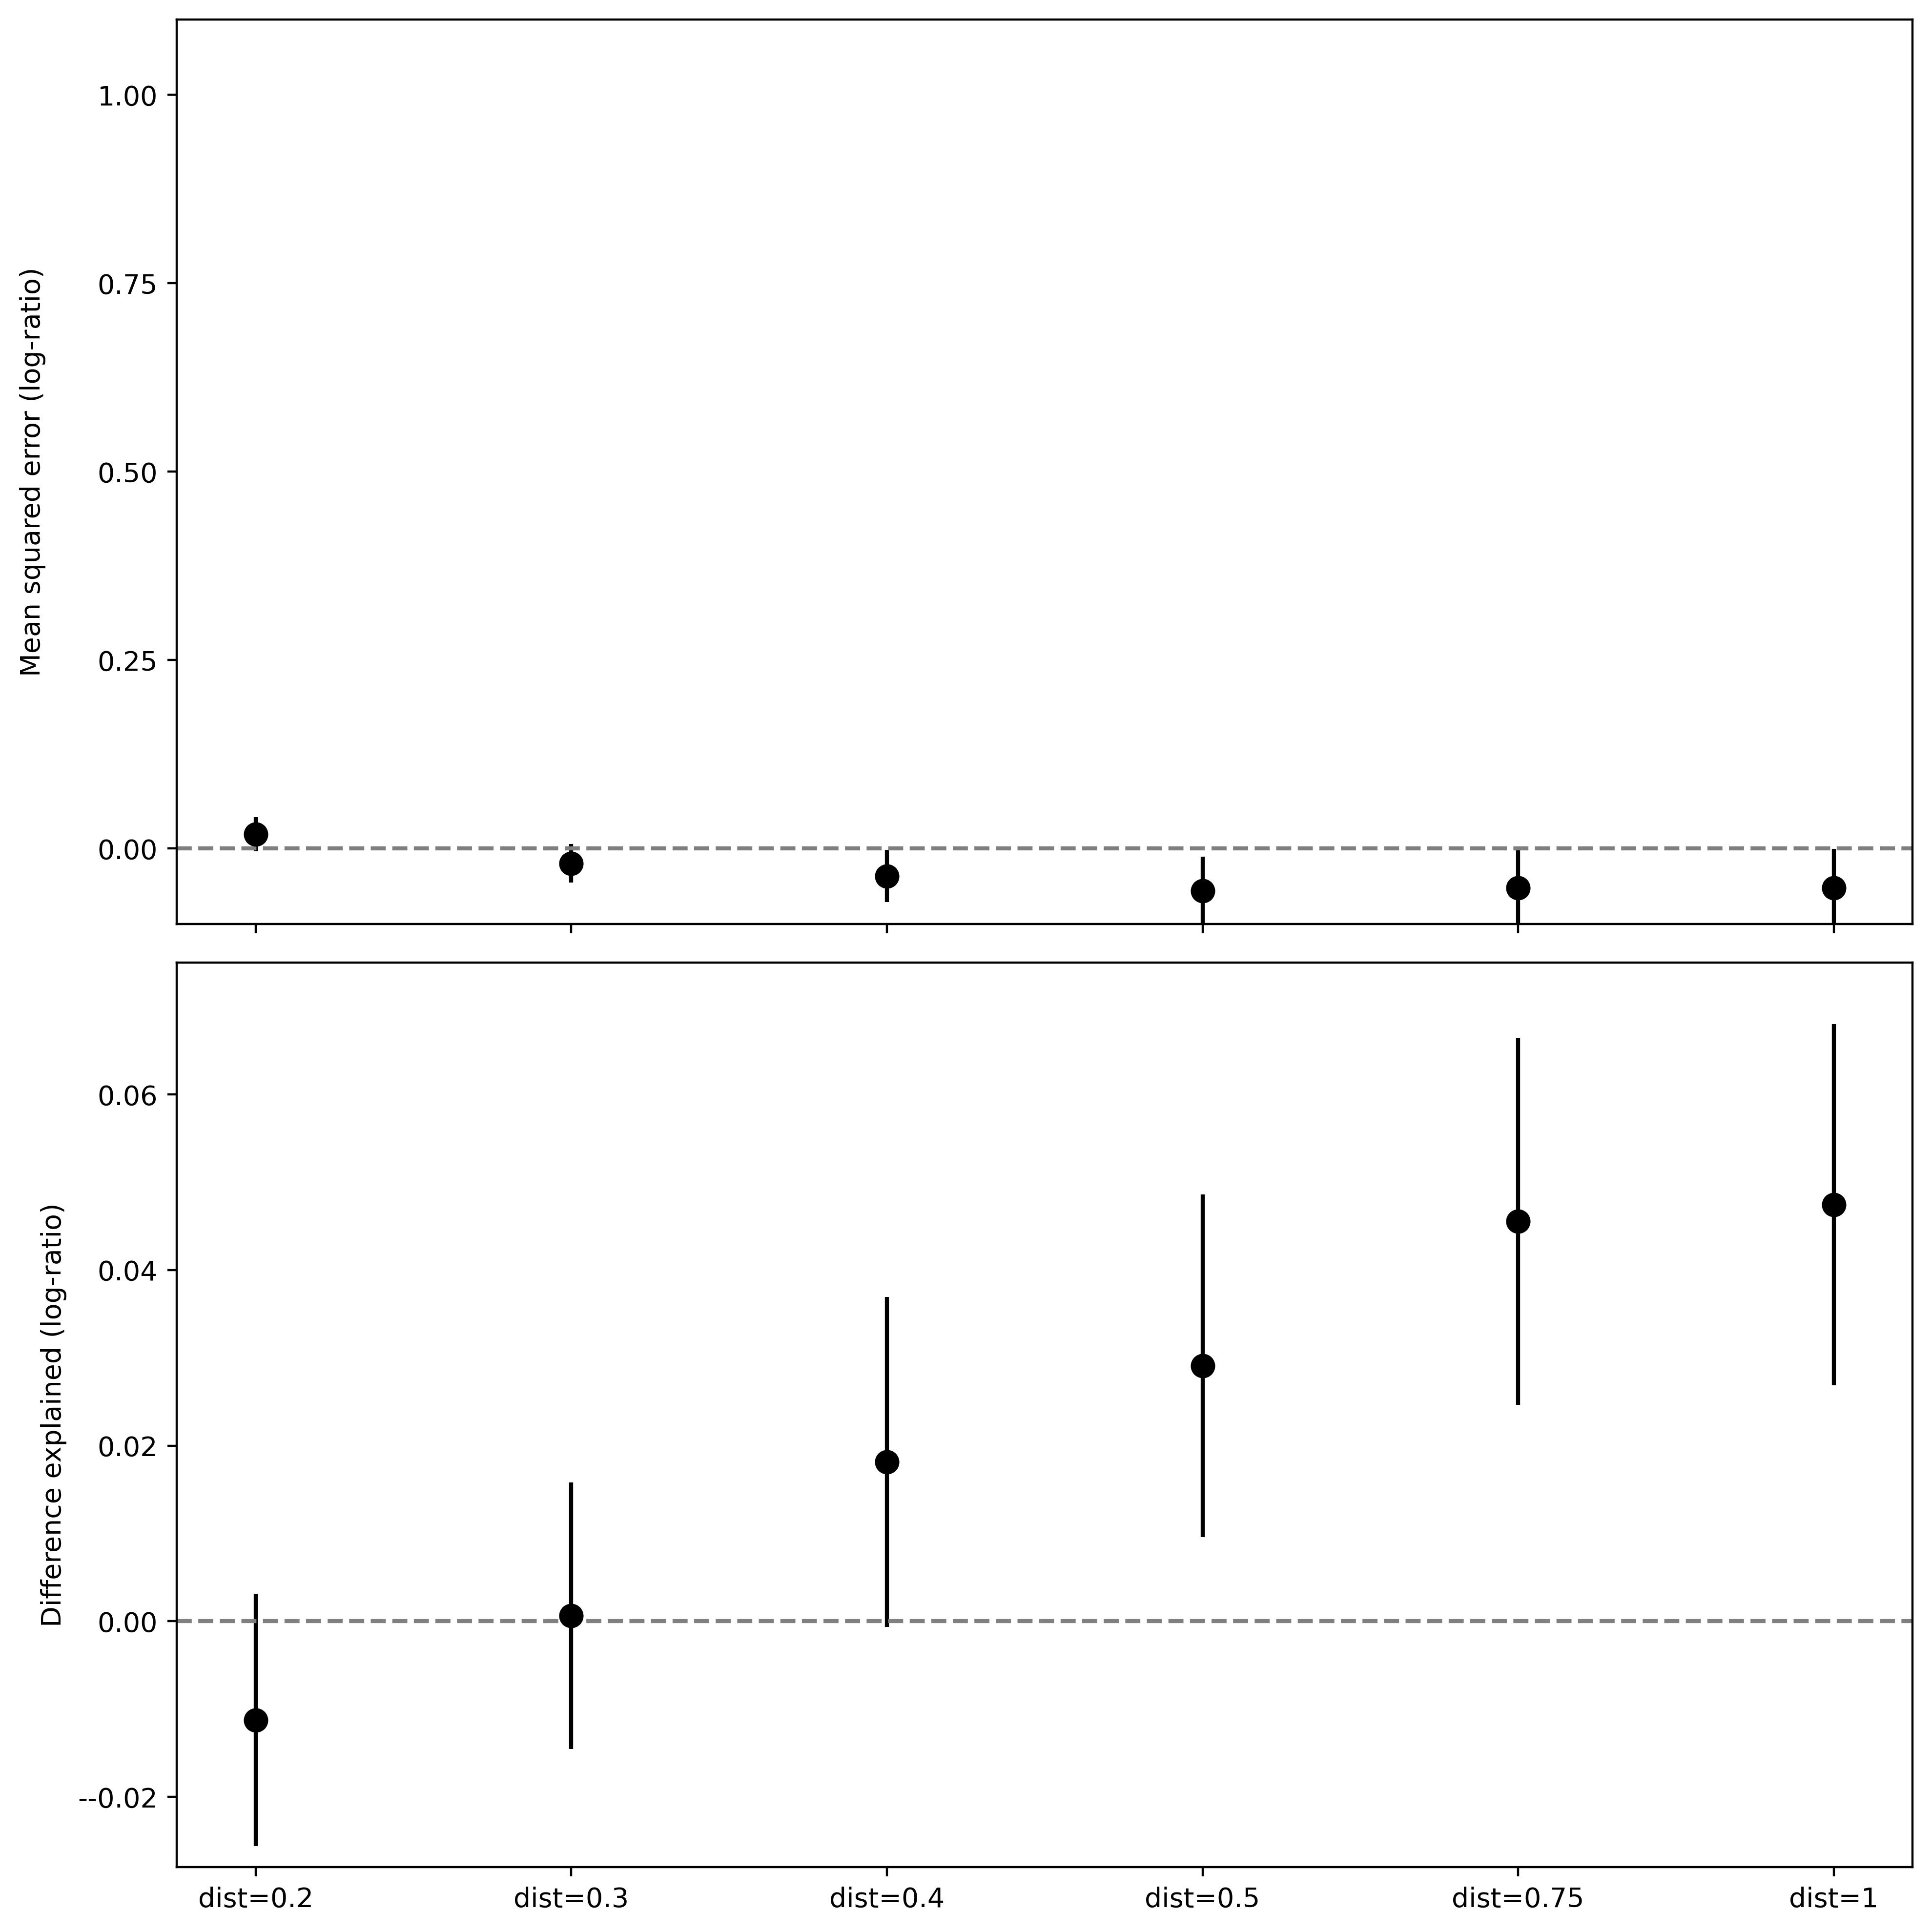 Mean squared error (log-ratio)
1.00
0.75
0.50
0.25
0.00
Difference explained (log-ratio)
0.06
0.04
0.02
0.00
--0.02
dist=0.2
dist=0.3
dist=0.4
dist=0.5
dist=0.75
dist=1